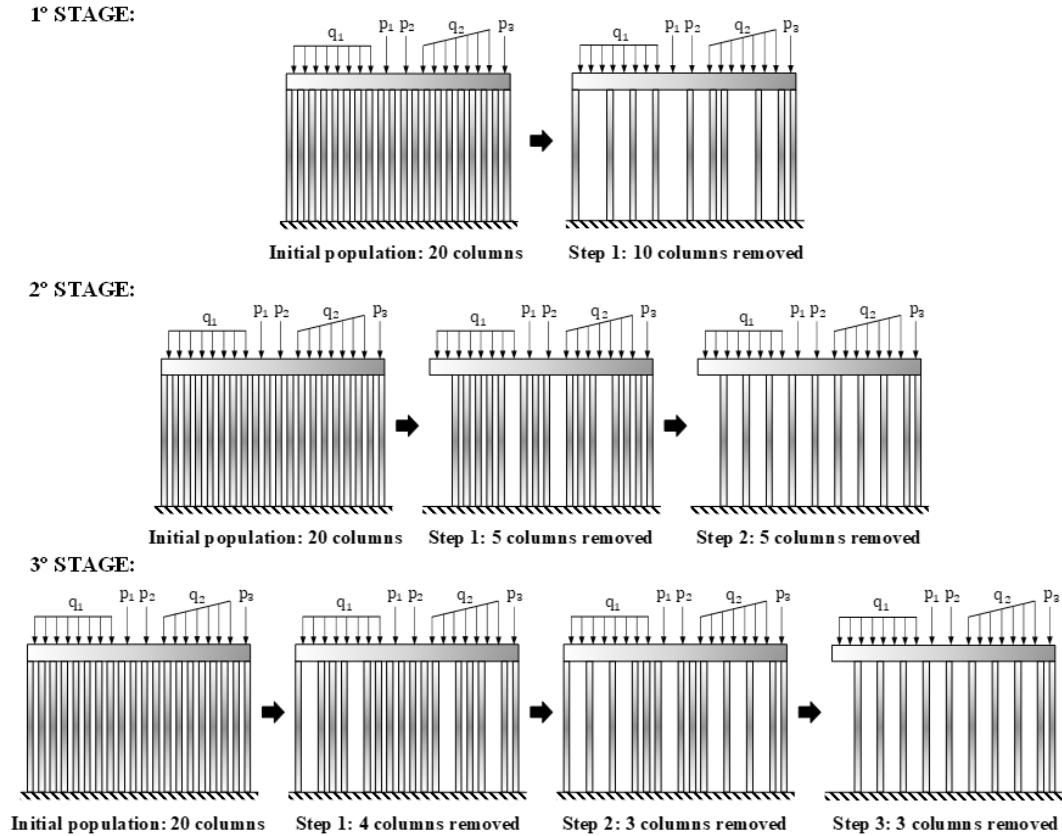 1º STAGE:
q₁ p₁ p₂ q₂ p₃ q₁ p₁ p₂ q₂ p₃
Initial population: 20 columns Step 1: 10 columns removed
2º STAGE:
q₁ p₁ p₂ q₂ p₃ q₁ p₁ p₂ q₂ p₃ q₁ p₁ p₂ q₂ p₃
Initial population: 20 columns Step 1: 5 columns removed Step 2: 5 columns removed
3º STAGE:
q₁ p₁ p₂ q₂ p₃ q₁ p₁ p₂ q₂ p₃ q₁ p₁ p₂ q₂ p₃ q₁ p₁ p₂ q₂ p₃
Initial population: 20 columns Step 1: 4 columns removed Step 2: 3 columns removed Step 3: 3 columns removed